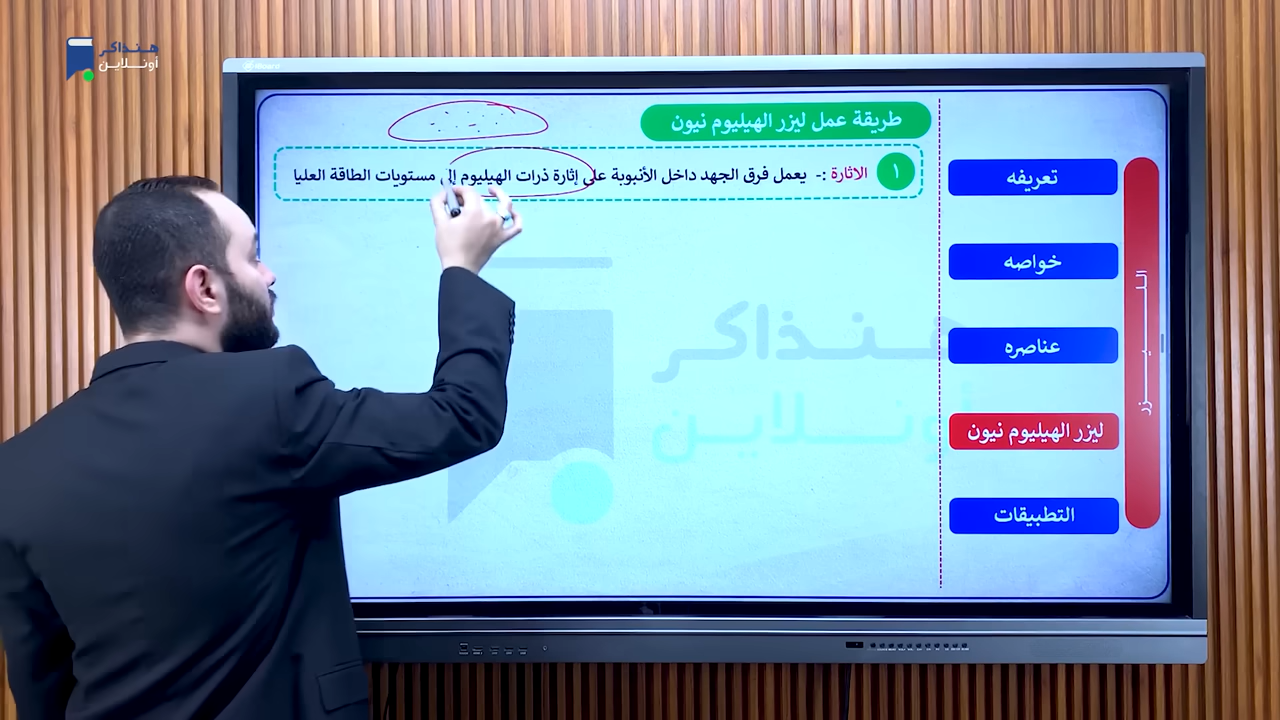 هنذاكر
أونلاين
iBoard
طريقة عمل ليزر الهيليوم نيون
١ الاثارة :- يعمل فرق الجهد داخل الأنبوبة على إثارة ذرات الهيليوم إلى مستويات الطاقة العليا
الليزر
تعريفه
خواصه
عناصره
ليزر الهيليوم نيون
التطبيقات
هنذاكر
أونلاين